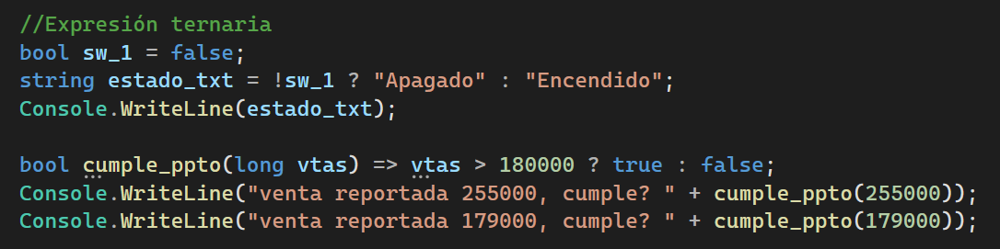 //Expresión ternaria
bool sw_1 = false;
string estado_txt = !sw_1 ? "Apagado" : "Encendido";
Console.WriteLine(estado_txt);
bool cumple_ppto(long vtas) => vtas > 180000 ? true : false;
Console.WriteLine("venta reportada 255000, cumple? " + cumple_ppto(255000));
Console.WriteLine("venta reportada 179000, cumple? " + cumple_ppto(179000));